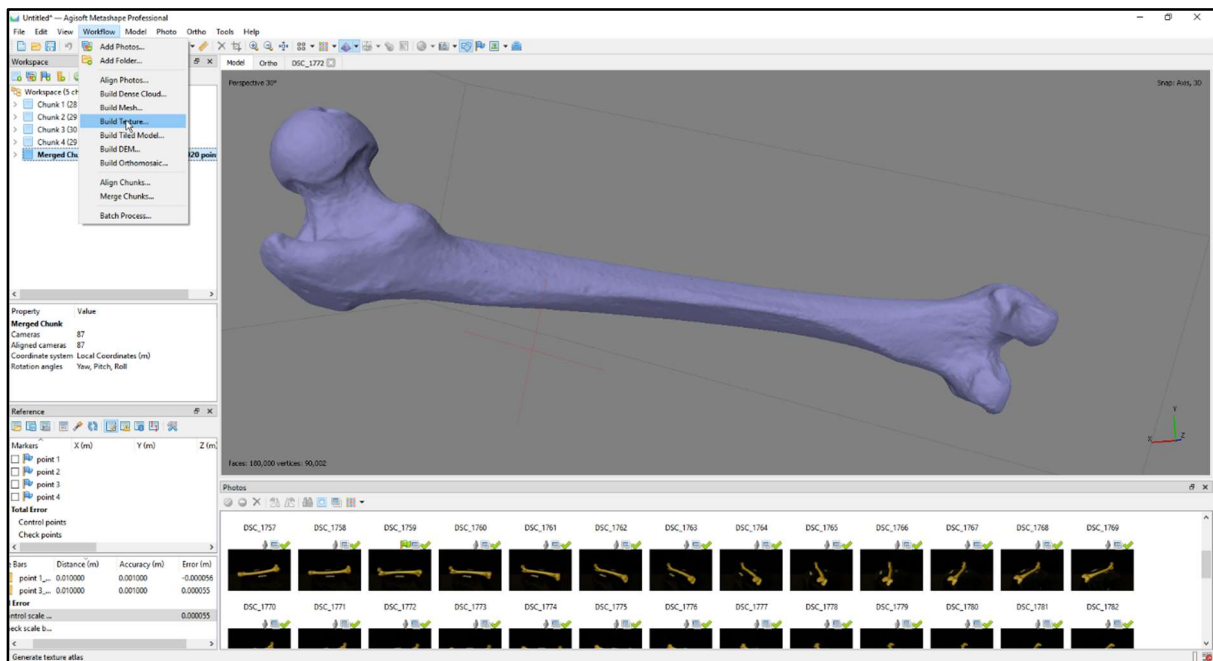 Untitled* — Agisoft Metashape Professional
File Edit View Workflow Model Photo Ortho Tools Help
Workspace
Workspace (5 ch
Chunk 1 (28
Chunk 2 (29
Chunk 3 (30
Chunk 4 (29
Merged Chu
Add Photos...
Add Folder...
Align Photos...
Build Dense Cloud...
Build Mesh...
Build Texture...
Build Tiled Model...
Build DEM...
Build Orthomosaic...
Align Chunks...
Merge Chunks...
Batch Process...
Model Ortho DSC_1772
Perspective 30°
Snap: Axes, 3D
X Y Z
faces: 180,000 vertices: 90,002
Property Value
Merged Chunk
Cameras 87
Aligned cameras 87
Coordinate system Local Coordinates (m)
Rotation angles Yaw, Pitch, Roll
Reference
Markers X (m) Y (m) Z (m)
point 1
point 2
point 3
point 4
Total Error
Control points
Check points
Bars Distance (m) Accuracy (m) Error (m)
point 1_... 0.010000 0.001000 -0.000056
point 3_... 0.010000 0.001000 0.000055
Error
ntrol scale ... 0.000055
eck scale b...
Generate texture atlas
Photos
DSC_1757 DSC_1758 DSC_1759 DSC_1760 DSC_1761 DSC_1762 DSC_1763 DSC_1764 DSC_1765 DSC_1766 DSC_1767 DSC_1768 DSC_1769
DSC_1770 DSC_1771 DSC_1772 DSC_1773 DSC_1774 DSC_1775 DSC_1776 DSC_1777 DSC_1778 DSC_1779 DSC_1780 DSC_1781 DSC_1782